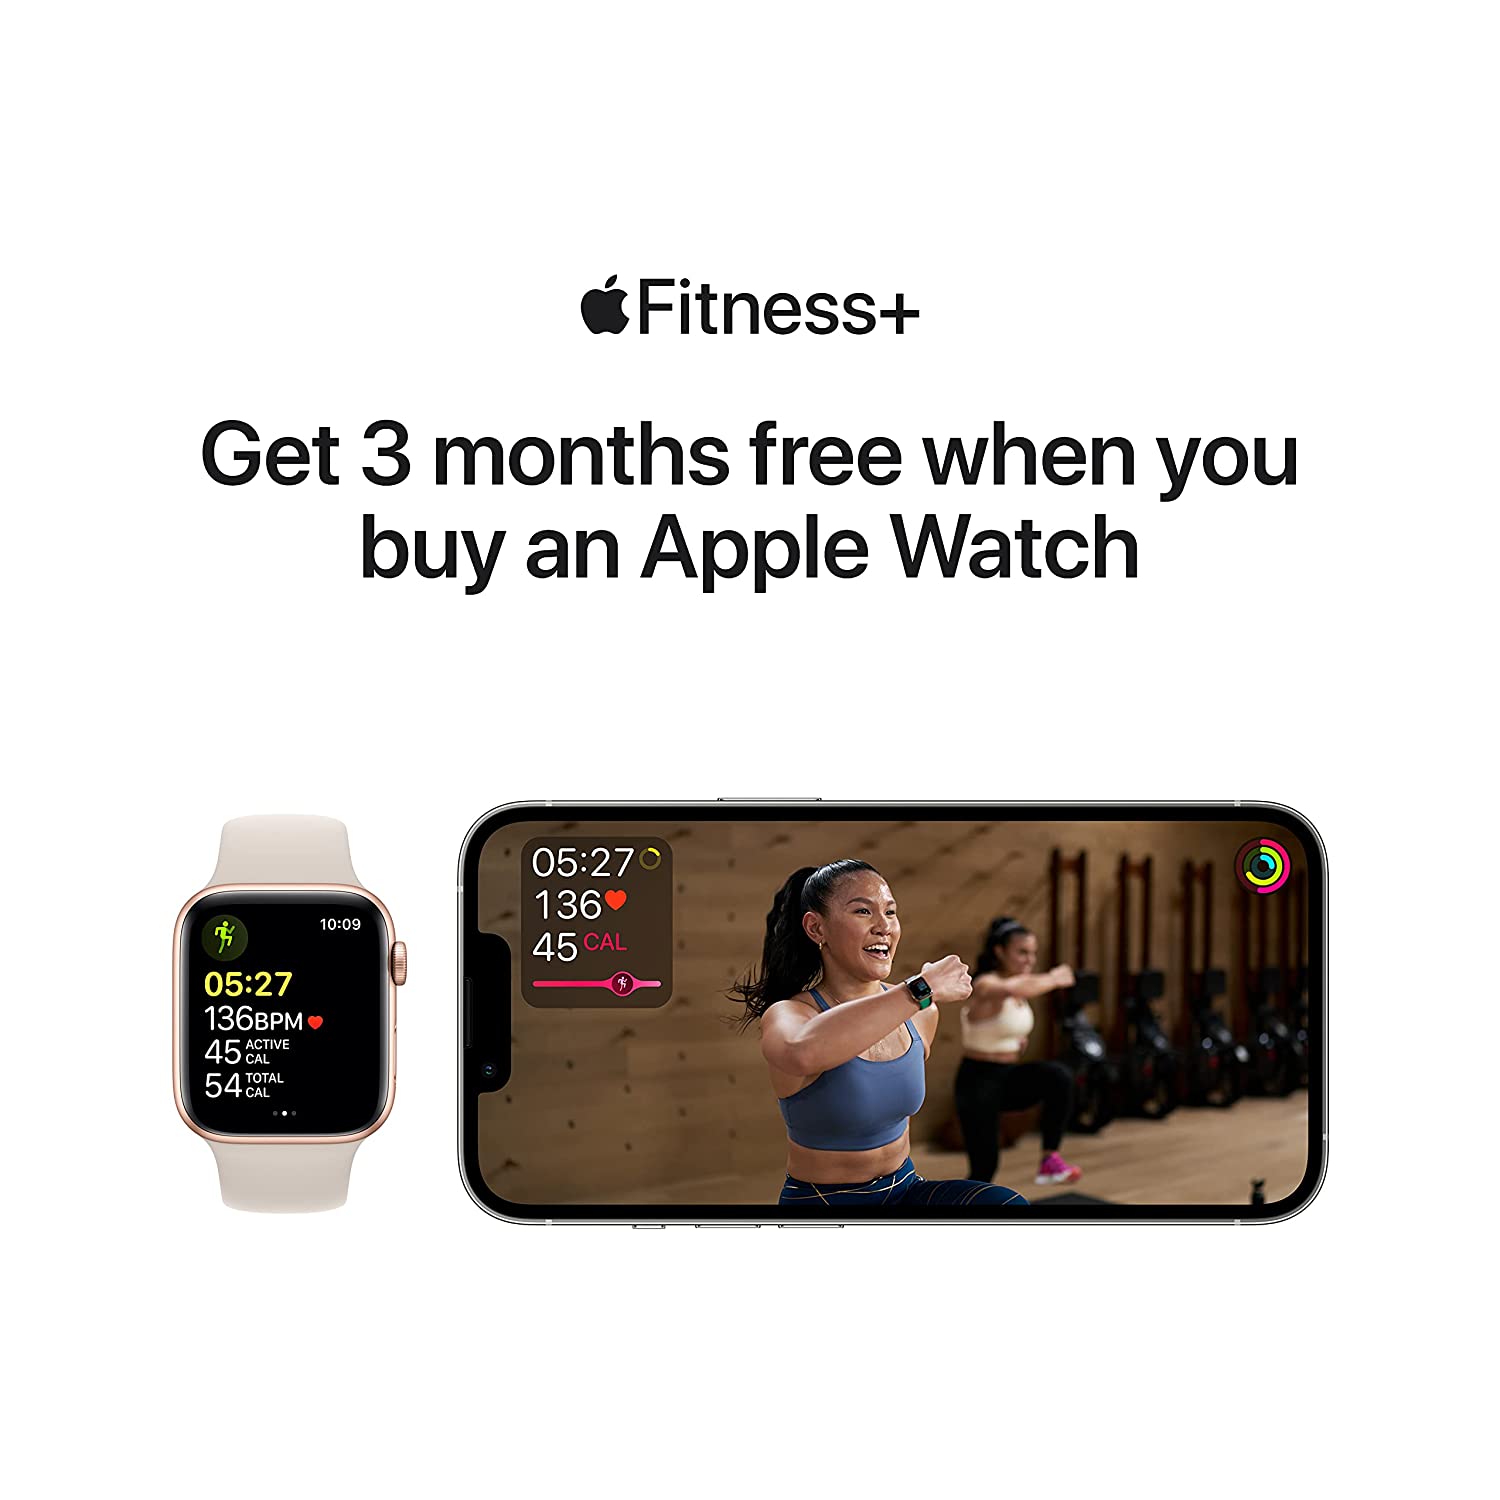 Fitness+
Get 3 months free when you
buy an Apple Watch
10:09
05:27
136BPM
45 ACTIVE CAL
54 TOTAL CAL
05:27
136
45 CAL